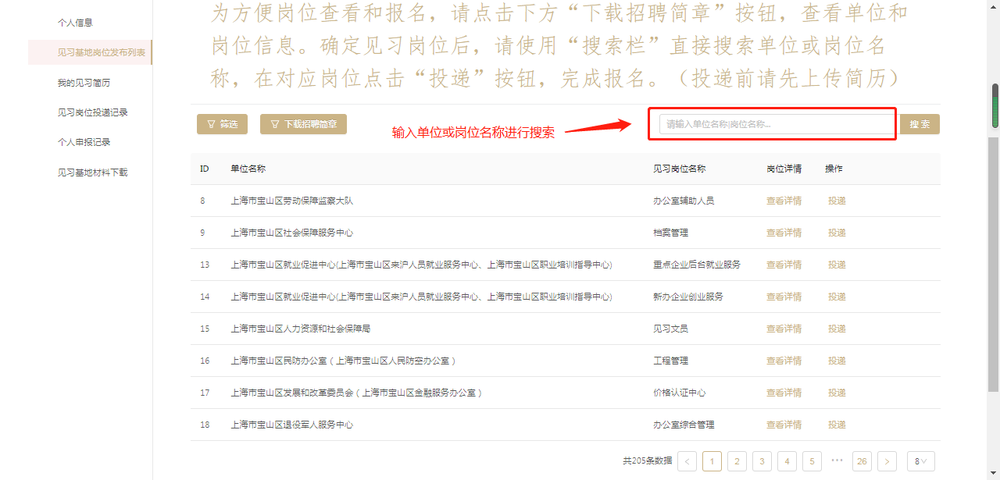 个人信息
见习基地岗位发布列表
我的见习简历
见习岗位投递记录
个人申报记录
见习基地材料下载
为方便岗位查看和报名，请点击下方“下载招聘简章”按钮，查看单位和
岗位信息。确定见习岗位后，请使用“搜索栏”直接搜索单位或岗位名
称，在对应岗位点击“投递”按钮，完成报名。（投递前请先上传简历）
筛选 下载招聘简章 输入单位或岗位名称进行搜索 请输入单位名称|岗位名称... 搜 索
ID 单位名称 见习岗位名称 岗位详情 操作
8 上海市宝山区劳动保障监察大队 办公室辅助人员 查看详情 投递
9 上海市宝山区社会保障服务中心 档案管理 查看详情 投递
13 上海市宝山区就业促进中心(上海市宝山区来沪人员就业服务中心、上海市宝山区职业培训指导中心) 重点企业后台就业服务 查看详情 投递
14 上海市宝山区就业促进中心(上海市宝山区来沪人员就业服务中心、上海市宝山区职业培训指导中心) 新办企业创业服务 查看详情 投递
15 上海市宝山区人力资源和社会保障局 见习文员 查看详情 投递
16 上海市宝山区民防办公室（上海市宝山区人民防空办公室） 工程管理 查看详情 投递
17 上海市宝山区发展和改革委员会（上海市宝山区金融服务办公室） 价格认证中心 查看详情 投递
18 上海市宝山区退役军人服务中心 办公室综合管理 查看详情 投递
共205条数据 < 1 2 3 4 5 ••• 26 > 8